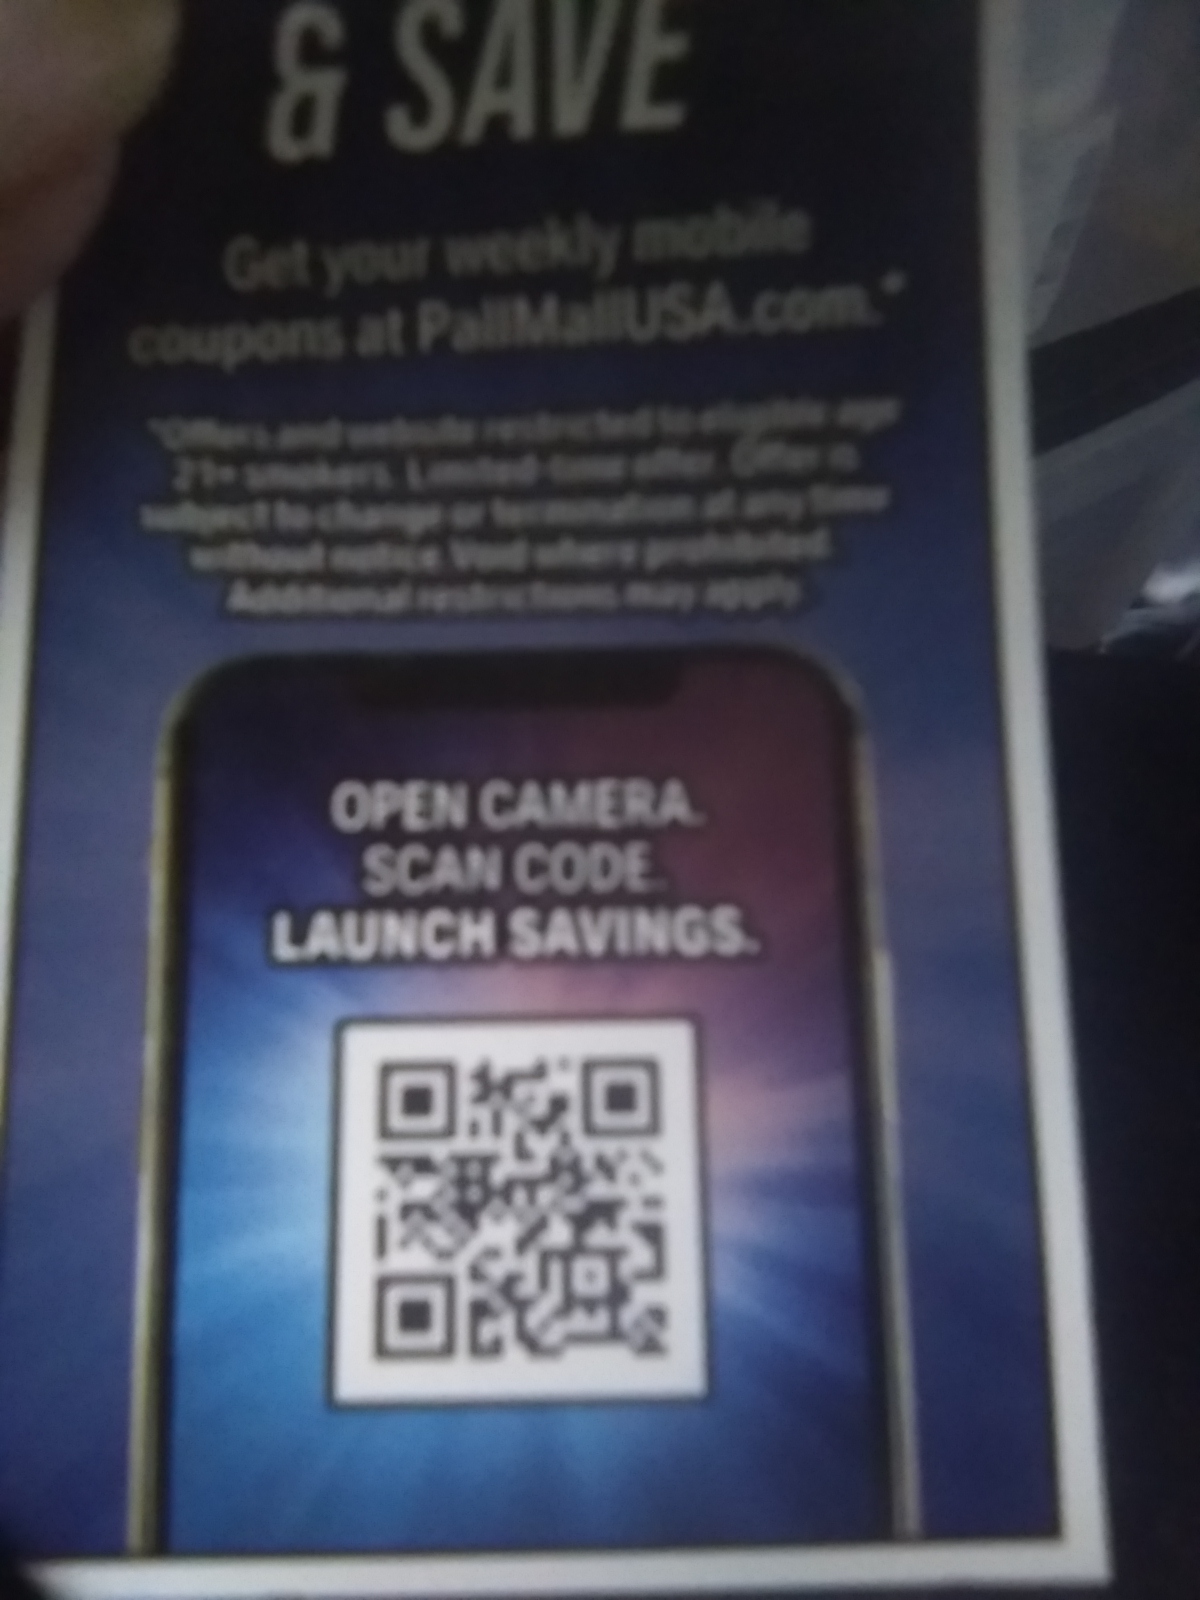 & SAVE
Get your weekly mobile
coupons at PallMallUSA.com.*
*Offers and website restricted to eligible age
21+ smokers. Limited-time offer. Offer is
subject to change or termination at any time
without notice. Void where prohibited.
Additional restrictions may apply.
OPEN CAMERA.
SCAN CODE.
LAUNCH SAVINGS.